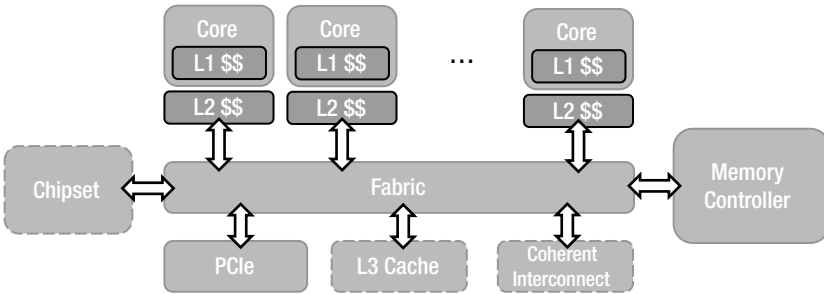 Core
L1 $$
L2 $$
Core
L1 $$
L2 $$
...
Core
L1 $$
L2 $$
Chipset
Fabric
Memory
Controller
PCIe
L3 Cache
Coherent
Interconnect